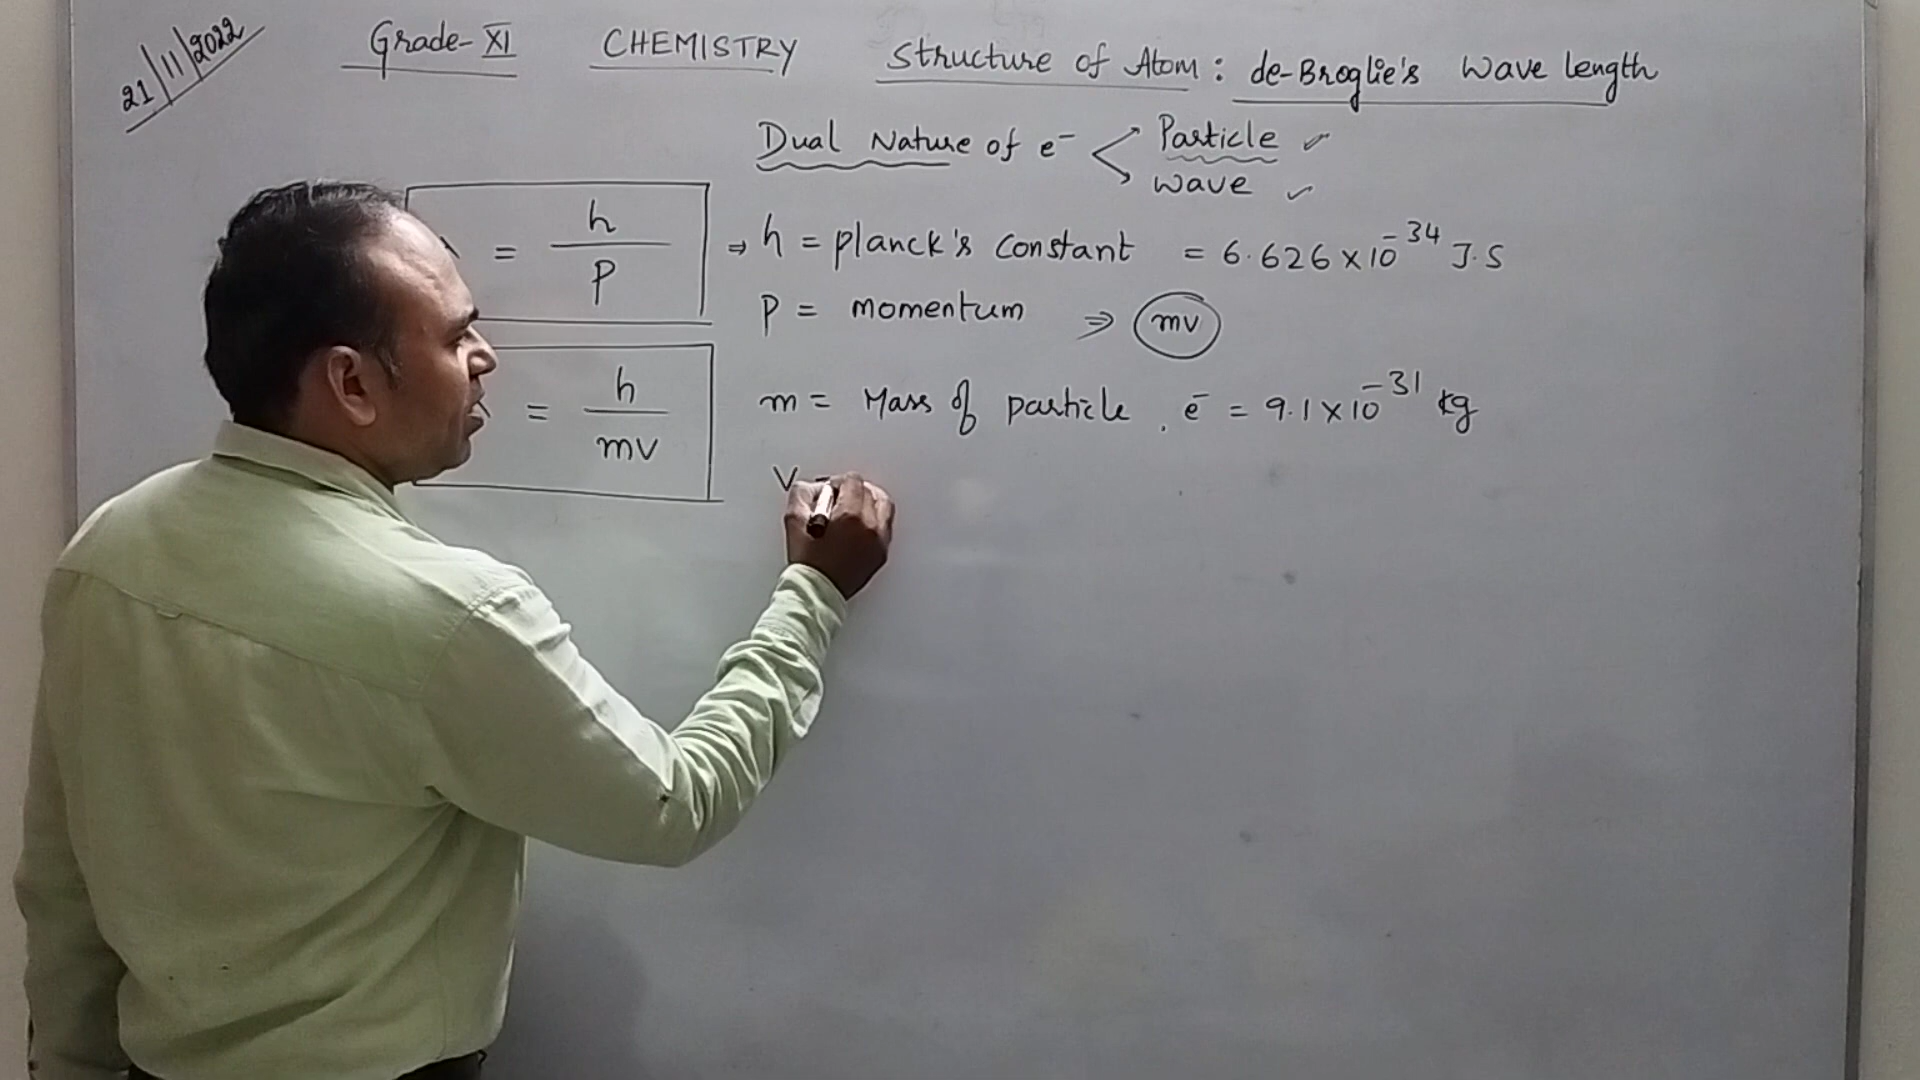 21/11/2022
Grade-XI CHEMISTRY Structure of Atom: de-Broglie's Wave length
Dual Nature of e⁻ < Particle ✓
Wave ✓
= h/P
⇒ h = planck's constant = 6.626 x 10⁻³⁴ J.S
P = momentum ⇒ mv
= h/mv
m = Mass of particle . e⁻ = 9.1 x 10⁻³¹ kg
V